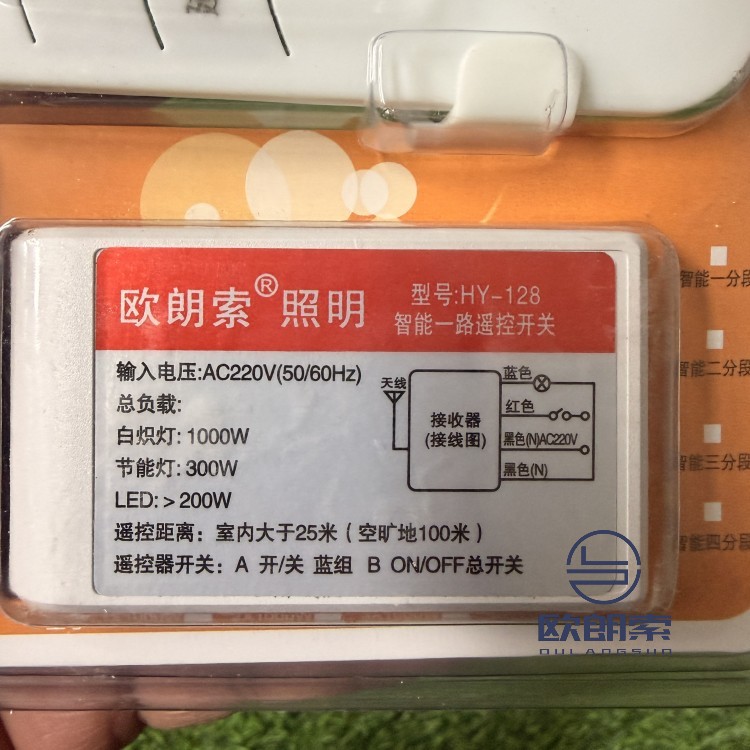 欧朗索®照明
型号:HY-128
智能一路遥控开关
输入电压:AC220V(50/60Hz)
总负载:
白炽灯: 1000W
节能灯: 300W
LED: >200W
遥控距离: 室内大于25米 (空旷地100米)
遥控器开关: A 开/关 蓝组 B ON/OFF总开关
天线
接收器
(接线图)
蓝色
红色
黑色(N)AC220V
黑色(N)
智能一分段
智能二分段
智能三分段
智能四分段
欧朗索
OULANGSUO